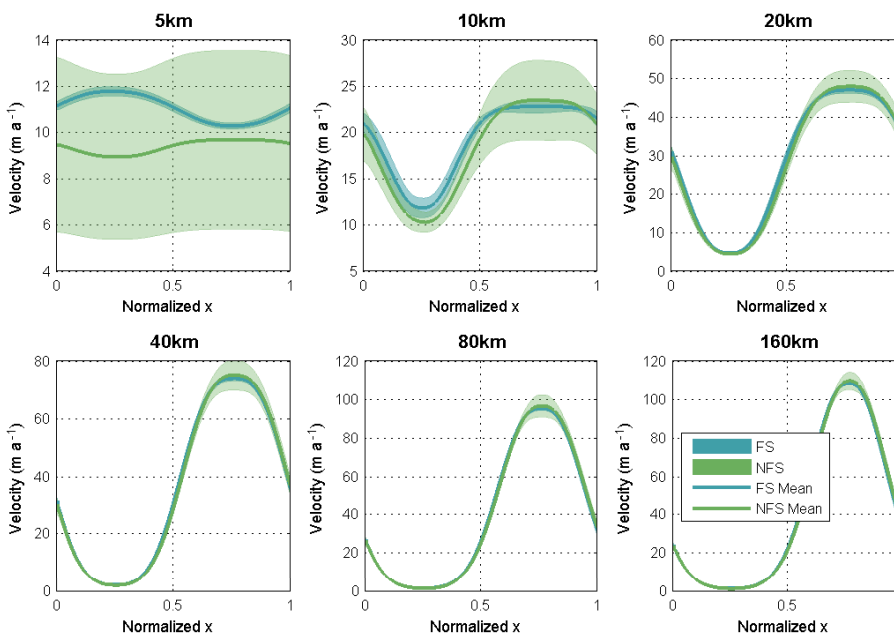 5km
14
12
10
8
6
4
Velocity (m a⁻¹)
0
0.5
1
Normalized x
10km
30
25
20
15
10
5
Velocity (m a⁻¹)
0
0.5
1
Normalized x
20km
60
50
40
30
20
10
0
Velocity (m a⁻¹)
0
0.5
Normalized x
40km
80
60
40
20
0
Velocity (m a⁻¹)
0
0.5
1
Normalized x
80km
120
100
80
60
40
20
0
Velocity (m a⁻¹)
0
0.5
1
Normalized x
160km
120
100
80
60
40
20
0
Velocity (m a⁻¹)
FS
NFS
FS Mean
NFS Mean
0
0.5
Normalized x